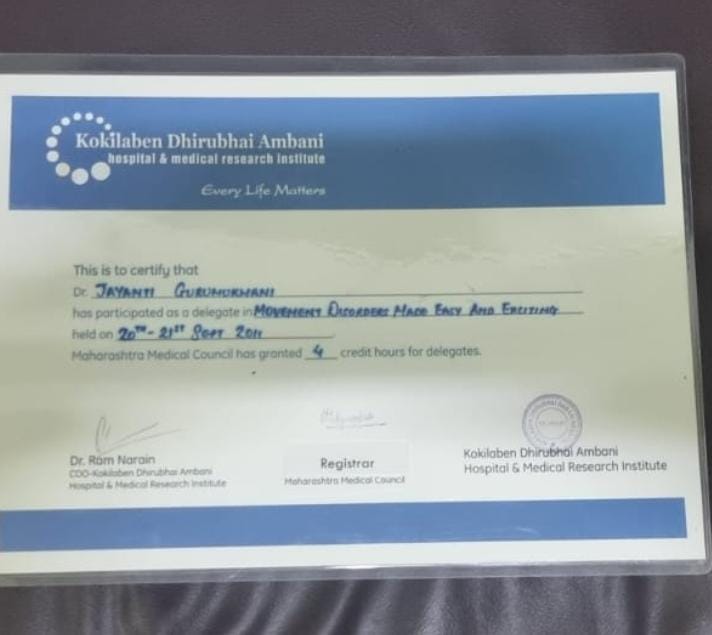 Kokilaben Dhirubhai Ambani
hospital & medical research institute
Every Life Matters
This is to certify that
Dr. JAYANTI GURUMUKHANI
has participated as a delegate in MOVEMENT DISORDERS MADE EASY AND EXCITING
held on 20TH - 21ST SEPT 2011
Maharashtra Medical Council has granted 4 credit hours for delegates.
Dr. Ram Narain
COO-Kokilaben Dhirubhai Ambani
Hospital & Medical Research Institute
Registrar
Maharashtra Medical Council
Kokilaben Dhirubhai Ambani
Hospital & Medical Research Institute